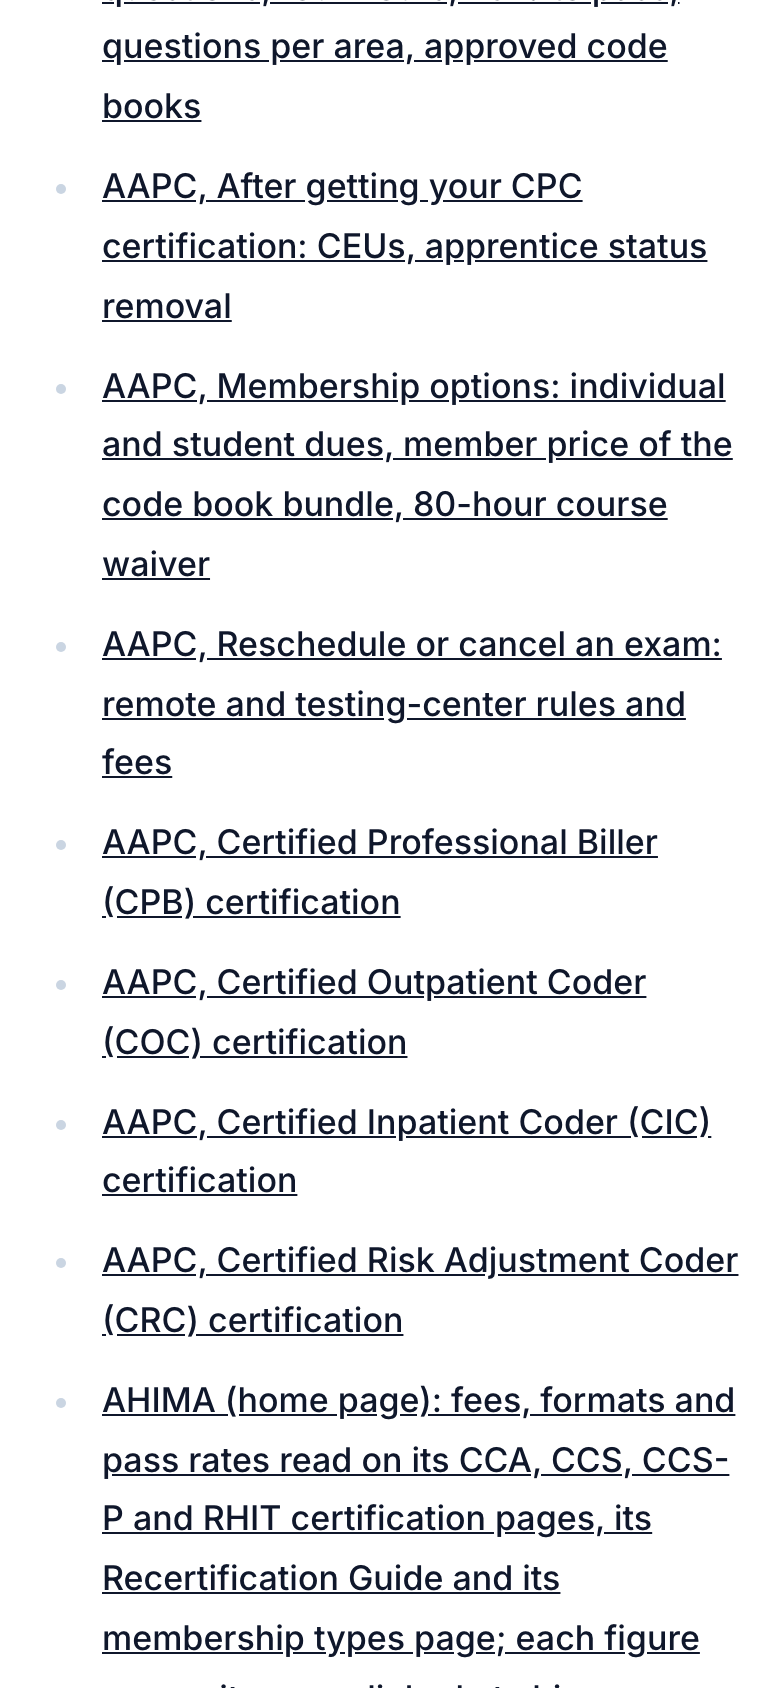 questions per area, approved code
books
AAPC, After getting your CPC
certification: CEUs, apprentice status
removal
AAPC, Membership options: individual
and student dues, member price of the
code book bundle, 80-hour course
waiver
AAPC, Reschedule or cancel an exam:
remote and testing-center rules and
fees
AAPC, Certified Professional Biller
(CPB) certification
AAPC, Certified Outpatient Coder
(COC) certification
AAPC, Certified Inpatient Coder (CIC)
certification
AAPC, Certified Risk Adjustment Coder
(CRC) certification
AHIMA (home page): fees, formats and
pass rates read on its CCA, CCS, CCS-
P and RHIT certification pages, its
Recertification Guide and its
membership types page; each figure